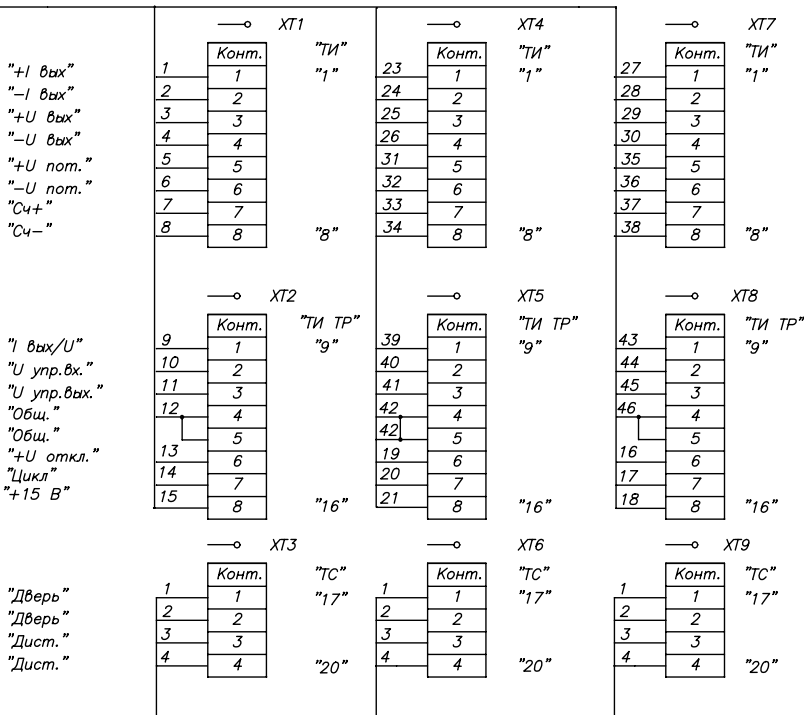 XT1 XT4 XT7
Конт. "ТИ" Конт. "ТИ" Конт. "ТИ"
"+I вых" 1 1 "1" 23 1 "1" 27 1 "1"
"−I вых" 2 2 24 2 28 2
"+U вых" 3 3 25 3 29 3
"−U вых" 4 4 26 4 30 4
"+U пот." 5 5 31 5 35 5
"−U пот." 6 6 32 6 36 6
"Сч+" 7 7 33 7 37 7
"Сч−" 8 8 "8" 34 8 "8" 38 8 "8"
XT2 XT5 XT8
Конт. "ТИ ТР" Конт. "ТИ ТР" Конт. "ТИ ТР"
"I вых/U" 9 1 "9" 39 1 "9" 43 1 "9"
"U упр.вх." 10 2 40 2 44 2
"U упр.вых." 11 3 41 3 45 3
"Общ." 12 4 42 4 46 4
"Общ." 5 42 5 5
"+U откл." 13 6 19 6 16 6
"Цикл" 14 7 20 7 17 7
"+15 В" 15 8 "16" 21 8 "16" 18 8 "16"
XT3 XT6 XT9
Конт. "ТС" Конт. "ТС" Конт. "ТС"
"Дверь" 1 1 "17" 1 1 "17" 1 1 "17"
"Дверь" 2 2 2 2 2 2
"Дист." 3 3 3 3 3 3
"Дист." 4 4 "20" 4 4 "20" 4 4 "20"